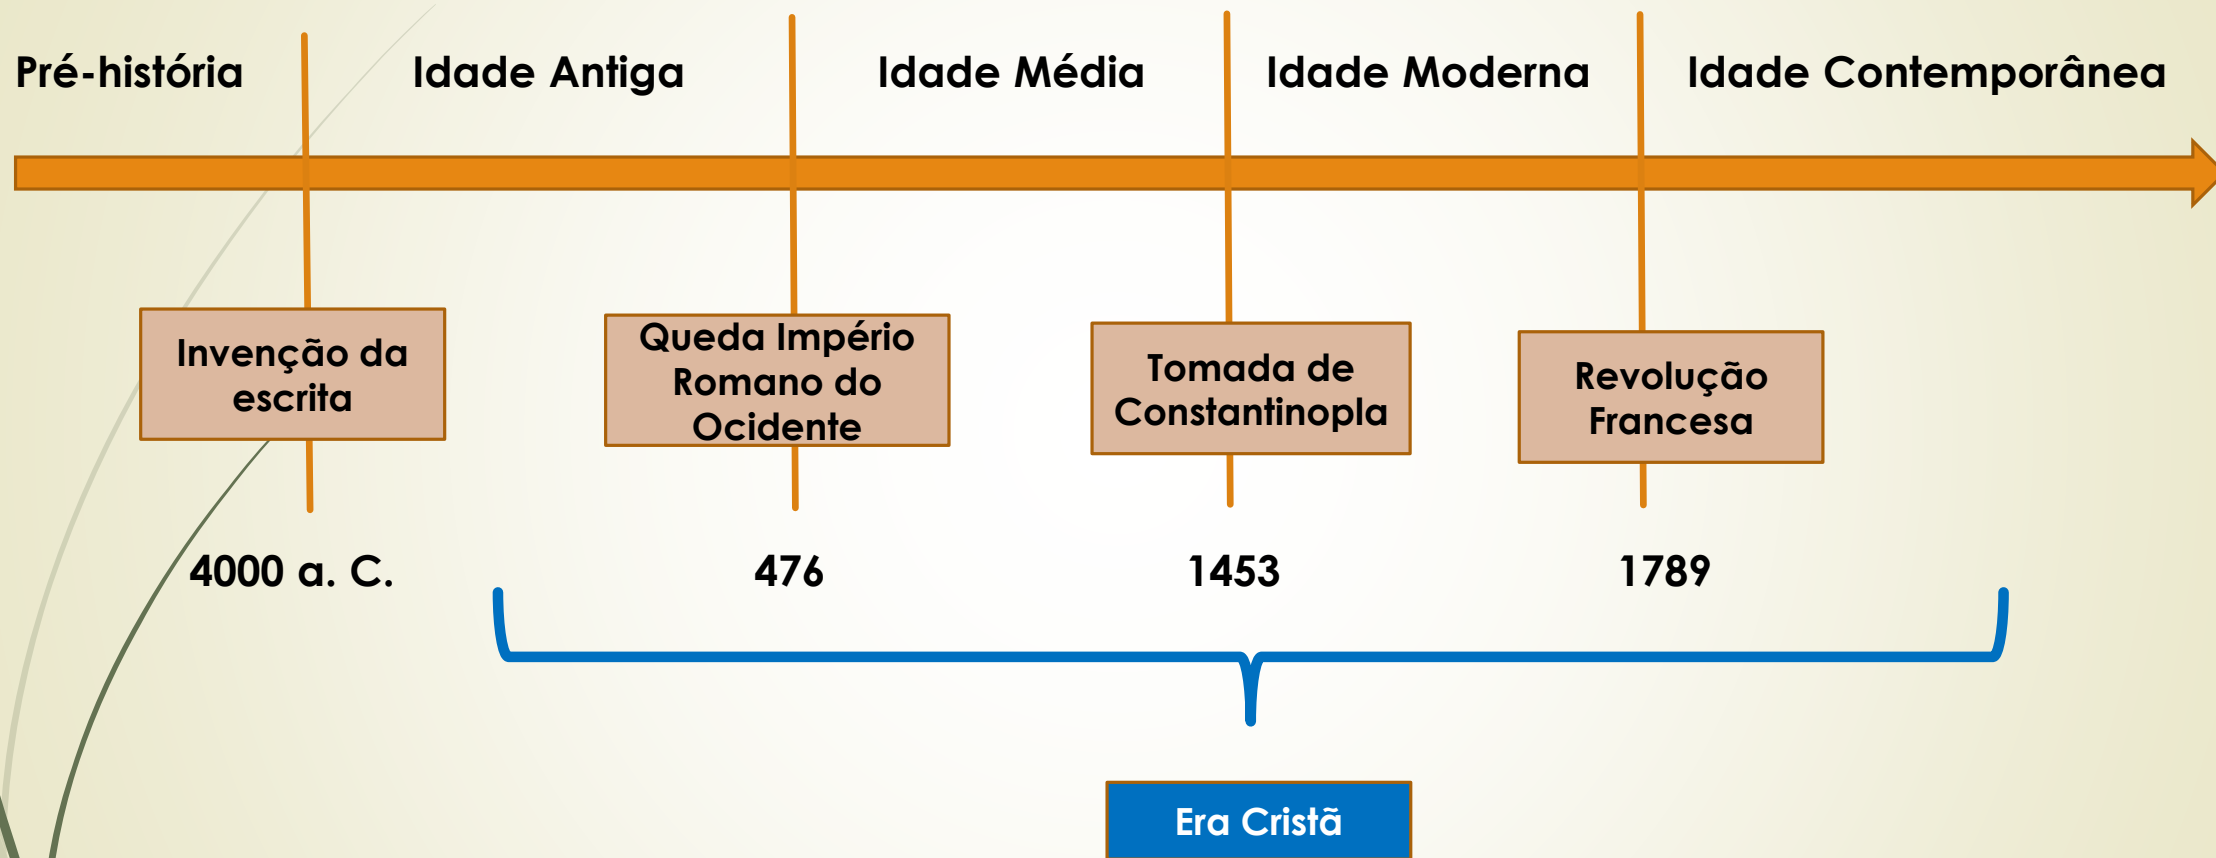 Pré-história
Idade Antiga
Idade Média
Idade Moderna
Idade Contemporânea
Invenção da
escrita
Queda Império
Romano do
Ocidente
Tomada de
Constantinopla
Revolução
Francesa
4000 a. C.
476
1453
1789
Era Cristã